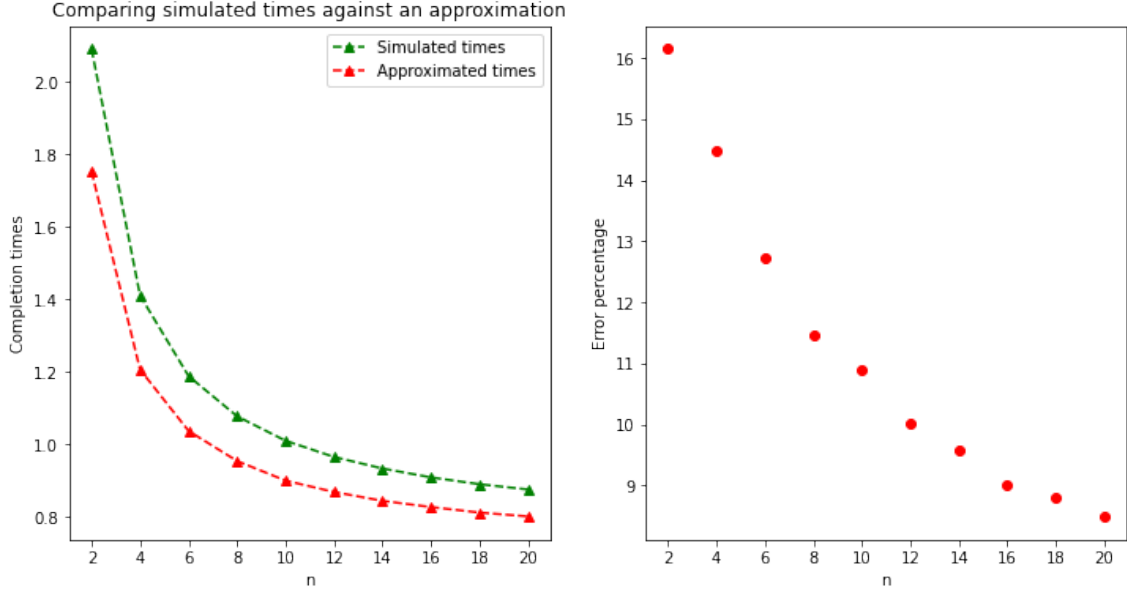 Comparing simulated times against an approximation
Simulated times
Approximated times
Completion times
2.0
1.8
1.6
1.4
1.2
1.0
0.8
2 4 6 8 10 12 14 16 18 20
n
Error percentage
16
15
14
13
12
11
10
9
2 4 6 8 10 12 14 16 18 20
n